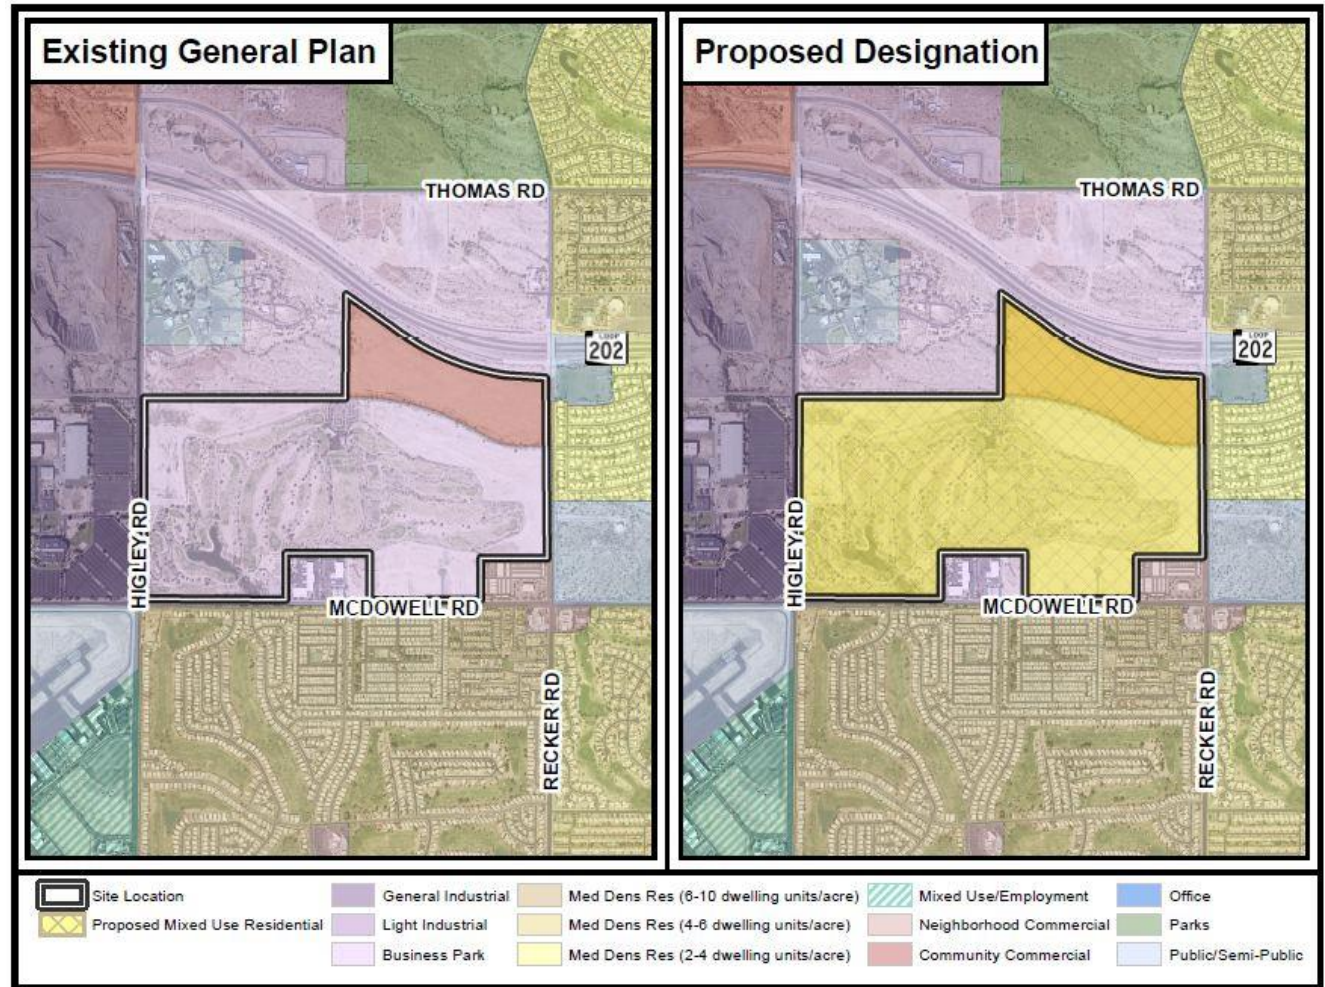 Existing General Plan
THOMAS RD
LOOP
202
HIGLEY RD
MCDOWELL RD
RECKER RD
Proposed Designation
THOMAS RD
LOOP
202
HIGLEY RD
MCDOWELL RD
RECKER RD
Site Location
Proposed Mixed Use Residential
General Industrial
Light Industrial
Business Park
Med Dens Res (6-10 dwelling units/acre)
Med Dens Res (4-6 dwelling units/acre)
Med Dens Res (2-4 dwelling units/acre)
Mixed Use/Employment
Neighborhood Commercial
Community Commercial
Office
Parks
Public/Semi-Public